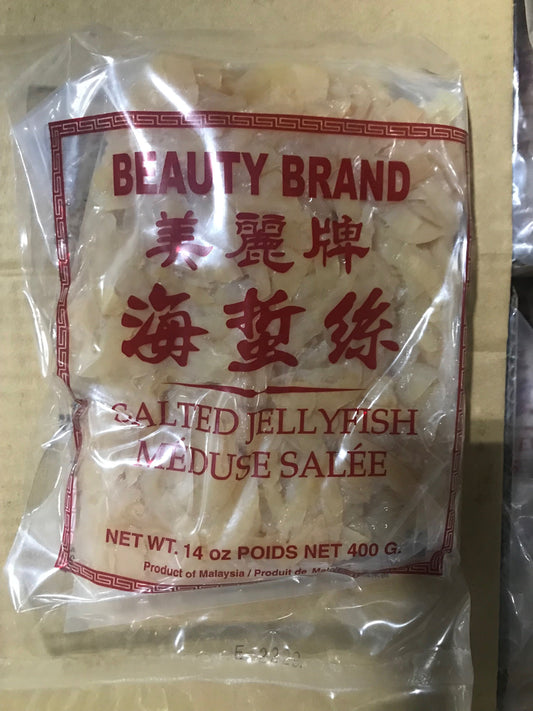 BEAUTY BRAND
美麗牌
海蜇絲
SALTED JELLYFISH
MÉDUSE SALÉE
NET WT. 14 oz POIDS NET 400 G.
Product of Malaysia / Produit de